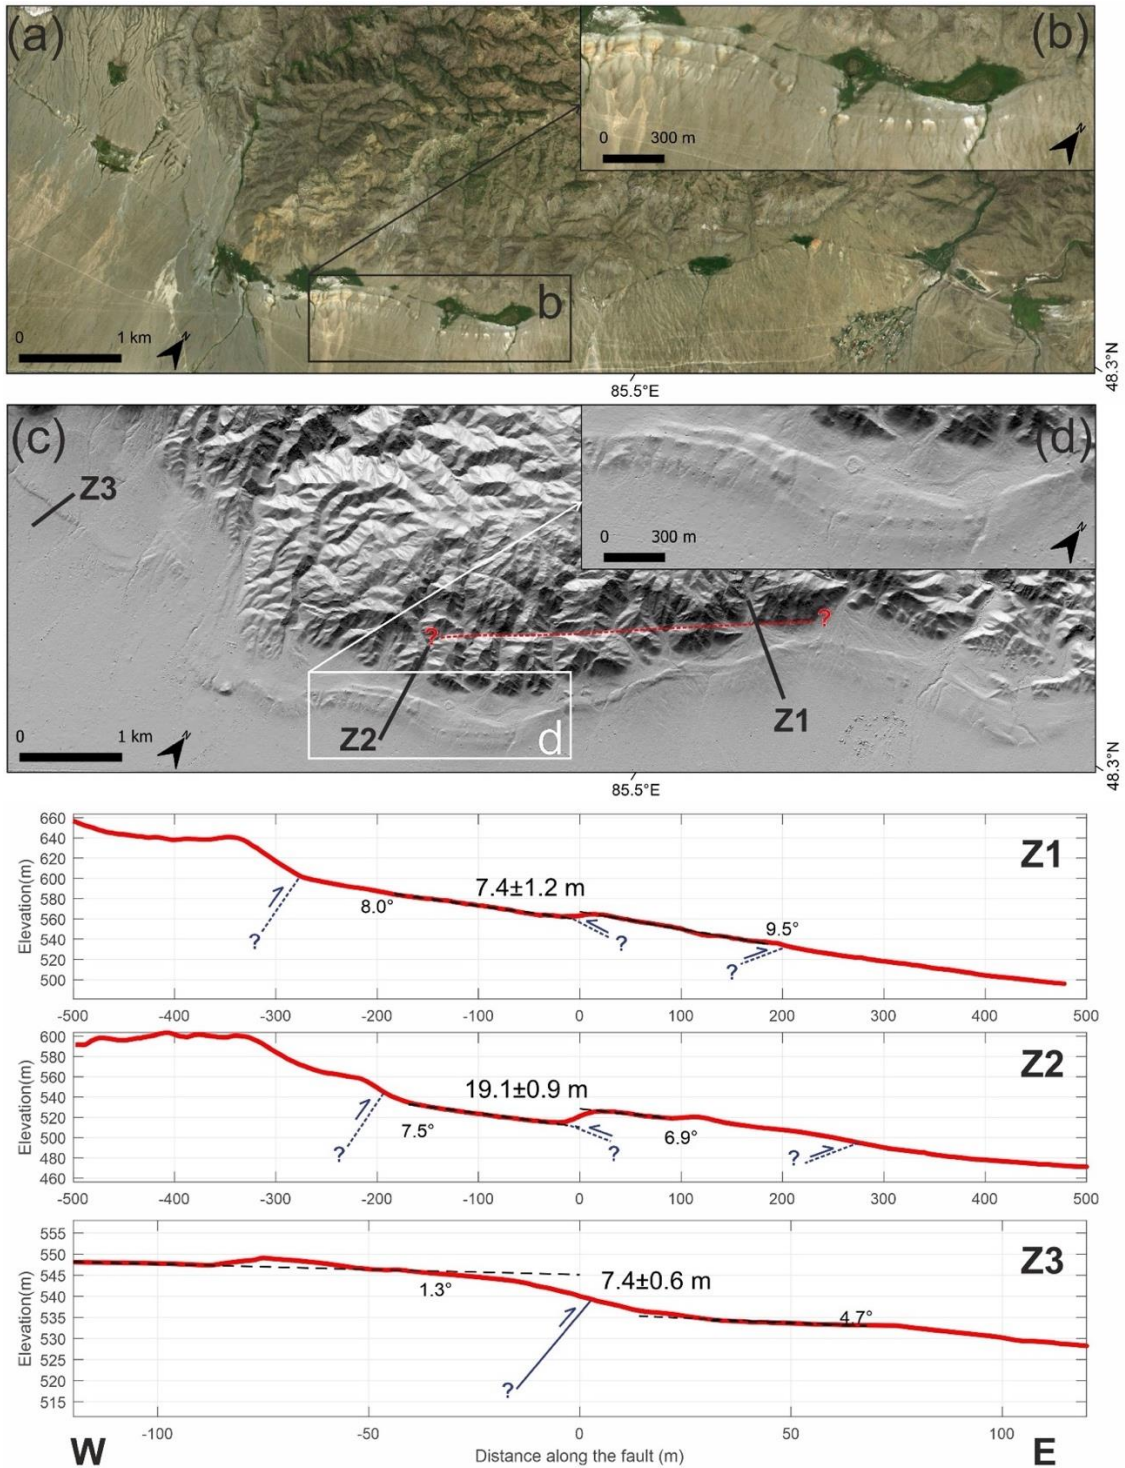 (a)
(b)
0 300 m
N
b
0 1 km
N
85.5°E
48.3°N
(c)
(d)
Z3
0 300 m
N
?
?
Z2
Z1
d
0 1 km
N
85.5°E
48.3°N
Z1
Elevation(m)
660
640
620
600
580
560
540
520
500
7.4±1.2 m
8.0°
9.5°
?
?
?
-500 -400 -300 -200 -100 0 100 200 300 400 500
Z2
Elevation(m)
600
580
560
540
520
500
480
460
19.1±0.9 m
7.5°
6.9°
?
?
?
-500 -400 -300 -200 -100 0 100 200 300 400 500
Z3
Elevation(m)
555
550
545
540
535
530
525
520
515
7.4±0.6 m
1.3°
4.7°
?
-100 -50 0 50 100
W
Distance along the fault (m)
E